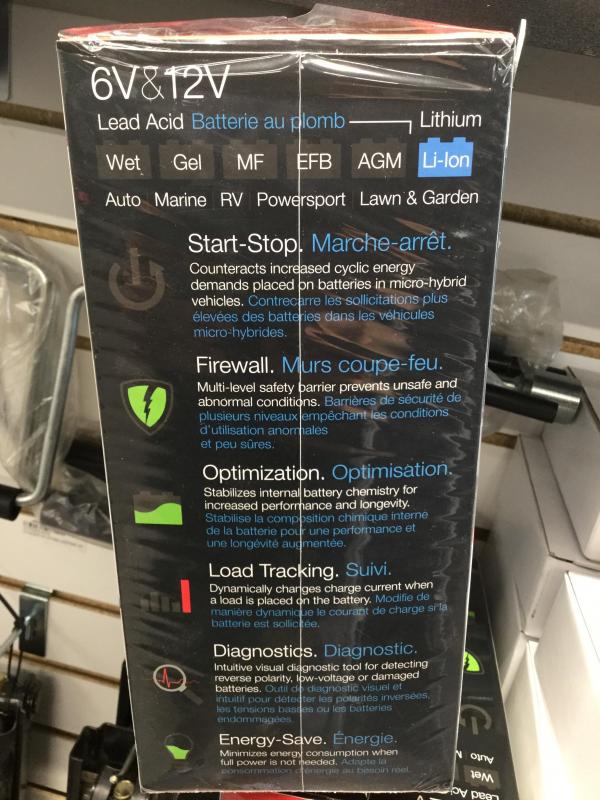 6V&12V
Lead Acid Batterie au plomb Lithium
Wet Gel MF EFB AGM Li-Ion
Auto Marine RV Powersport Lawn & Garden
Start-Stop. Marche-arrêt.
Counteracts increased cyclic energy
demands placed on batteries in micro-hybrid
vehicles. Contrecarre les sollicitations plus
élevées des batteries dans les véhicules
micro-hybrides.
Firewall. Murs coupe-feu.
Multi-level safety barrier prevents unsafe and
abnormal conditions. Barrières de sécurité de
plusieurs niveaux empêchant les conditions
d'utilisation anormales
et peu sûres.
Optimization. Optimisation.
Stabilizes internal battery chemistry for
increased performance and longevity.
Stabilise la composition chimique interne
de la batterie pour une performance et
une longévité augmentée.
Load Tracking. Suivi.
Dynamically changes charge current when
a load is placed on the battery. Modifie de
manière dynamique le courant de charge si la
batterie est sollicitée.
Diagnostics. Diagnostic.
Intuitive visual diagnostic tool for detecting
reverse polarity, low-voltage or damaged
batteries. Outil de diagnostic visuel et
intuitif pour détecter les polarités inversées,
les tensions basses ou les batteries
endommagées.
Energy-Save. Énergie.
Minimizes energy consumption when
full power is not needed. Adapte la
consommation d'énergie au besoin réel.
Auto
Wet
Lead Acid